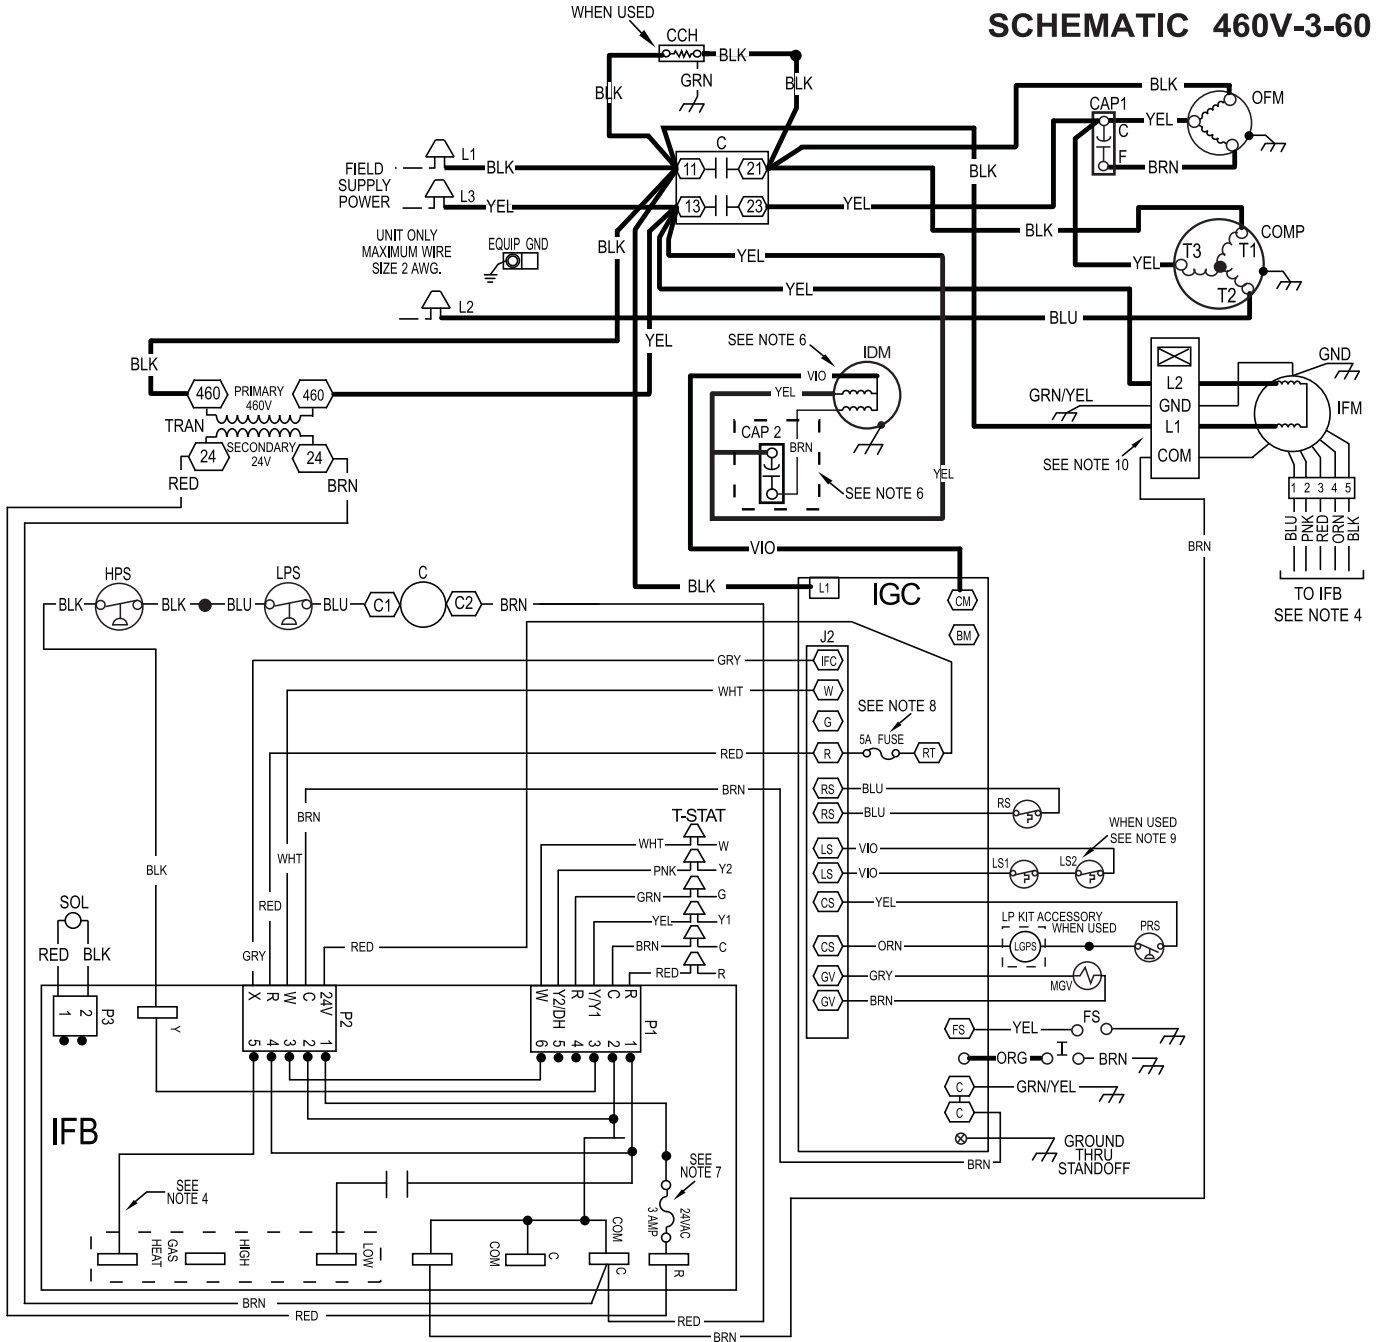 SCHEMATIC 460V-3-60
WHEN USED
CCH
BLK
GRN
BLK
BLK
BLK
CAP1
YEL
C
F
BRN
OFM
FIELD
SUPPLY
POWER
L1
BLK
L3
YEL
C
11
21
13
23
BLK
YEL
UNIT ONLY
MAXIMUM WIRE
SIZE 2 AWG.
EQUIP GND
BLK
YEL
YEL
BLK
YEL
T3
T1
T2
COMP
L2
BLU
BLK
YEL
SEE NOTE 6
IDM
VIO
YEL
BRN
CAP 2
SEE NOTE 6
YEL
460
PRIMARY
460V
460
TRAN
24
SECONDARY
24V
24
RED
BRN
GND
GRN/YEL
L2
GND
L1
COM
IFM
SEE NOTE 10
1 2 3 4 5
BLU
PNK
RED
ORN
BLK
TO IFB
SEE NOTE 4
BRN
VIO
BLK
L1
IGC
CM
BM
HPS
LPS
C
BLK
BLK
BLU
BLU
C1
C2
BRN
J2
GRY
IFC
WHT
W
G
SEE NOTE 8
5A FUSE
RED
R
RT
BRN
RS
BLU
RS
BLU
RS
LS
VIO
LS
VIO
LS1
LS2
WHEN USED
SEE NOTE 9
CS
YEL
LP KIT ACCESSORY
WHEN USED
CS
ORN
LGPS
PRS
GV
GRY
MGV
GV
BRN
FS
YEL
FS
ORG
I
BRN
C
GRN/YEL
C
GROUND
THRU
STANDOFF
BRN
T-STAT
WHT
W
PNK
Y2
GRN
G
YEL
Y1
BRN
C
RED
R
BRN
WHT
RED
GRY
RED
BLK
SOL
RED
BLK
1
2
P3
Y
X
R
W
C
24V
5
4
3
2
1
P2
W
Y2/DH
R
Y/Y1
C
R
6
5
4
3
2
1
P1
IFB
SEE
NOTE 4
SEE
NOTE 7
24VAC
3 AMP
GAS
HEAT
HIGH
LOW
COM
C
COM
C
R
BRN
RED
RED
BRN